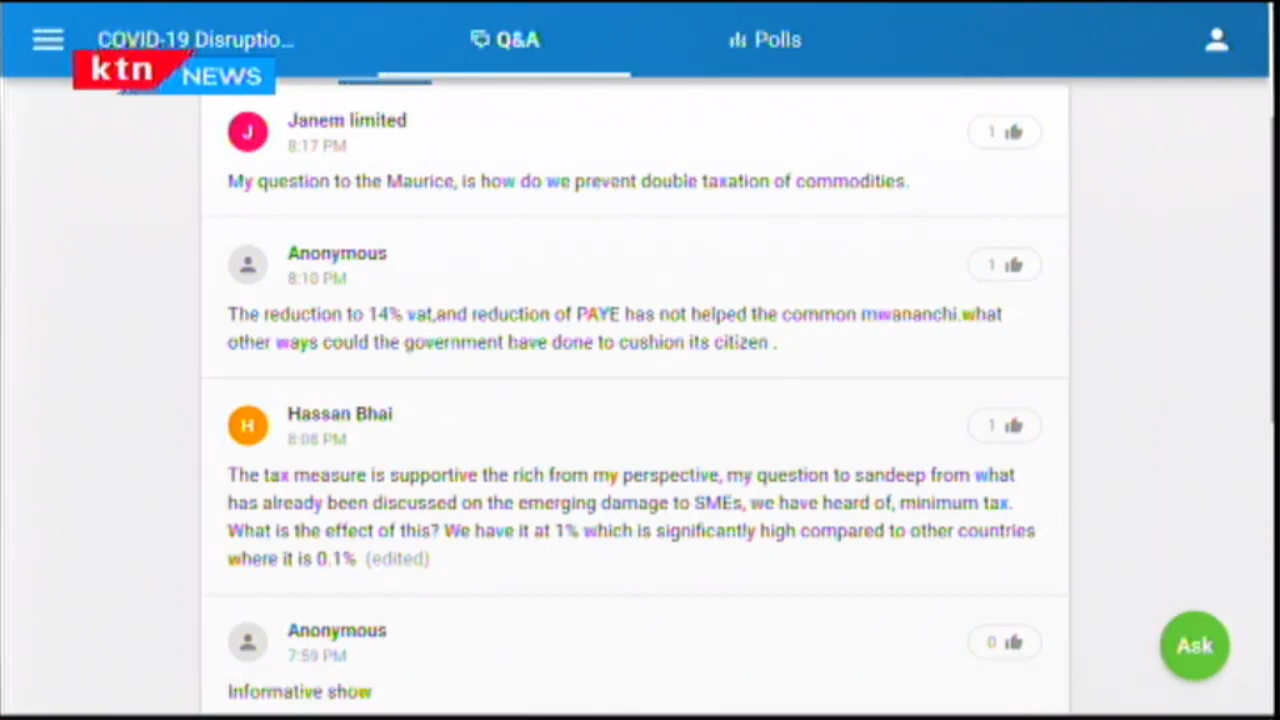 COVID-19 Disruptio...
Q&A
Polls
ktn NEWS
J
Janem limited
8:17 PM
1
My question to the Maurice, is how do we prevent double taxation of commodities.
Anonymous
8:10 PM
1
The reduction to 14% vat,and reduction of PAYE has not helped the common mwananchi.what
other ways could the government have done to cushion its citizen .
H
Hassan Bhai
8:08 PM
1
The tax measure is supportive the rich from my perspective, my question to sandeep from what
has already been discussed on the emerging damage to SMEs, we have heard of, minimum tax.
What is the effect of this? We have it at 1% which is significantly high compared to other countries
where it is 0.1% (edited)
Anonymous
7:59 PM
0
Informative show
Ask